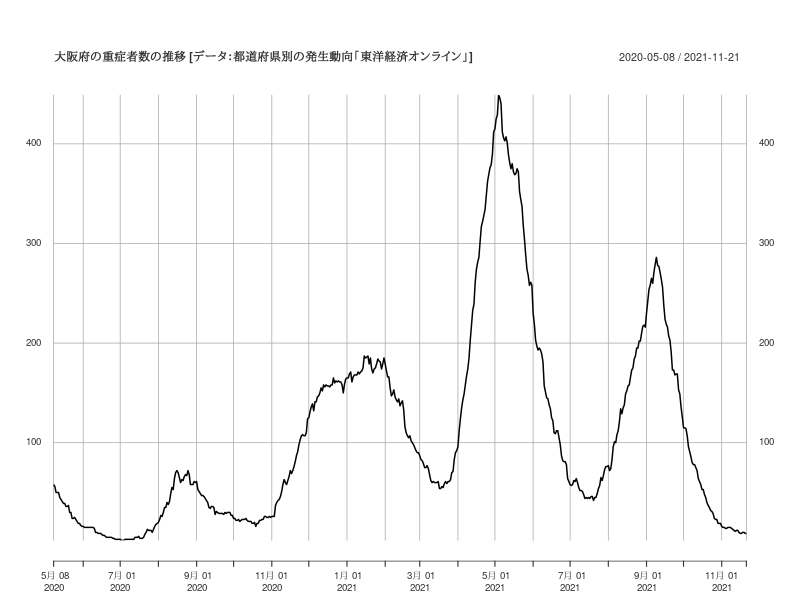 大阪府の重症者数の推移 [データ：都道府県別の発生動向「東洋経済オンライン」]
2020-05-08 / 2021-11-21
400 400
300 300
200 200
100 100
5月 08 7月 01 9月 01 11月 01 1月 01 3月 01 5月 01 7月 01 9月 01 11月 01
2020 2020 2020 2020 2021 2021 2021 2021 2021 2021